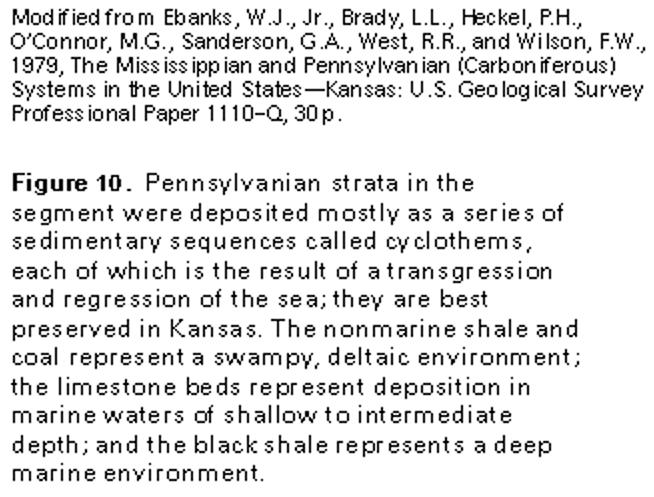 Modified from Ebanks, W.J., Jr., Brady, L.L., Heckel, P.H.,
O'Connor, M.G., Sanderson, G.A., West, R.R., and Wilson, F.W.,
1979, The Mississippian and Pennsylvanian (Carboniferous)
Systems in the United States—Kansas: U.S. Geological Survey
Professional Paper 1110–Q, 30 p.
Figure 10. Pennsylvanian strata in the
segment were deposited mostly as a series of
sedimentary sequences called cyclothems,
each of which is the result of a transgression
and regression of the sea; they are best
preserved in Kansas. The nonmarine shale and
coal represent a swampy, deltaic environment;
the limestone beds represent deposition in
marine waters of shallow to intermediate
depth; and the black shale represents a deep
marine environment.